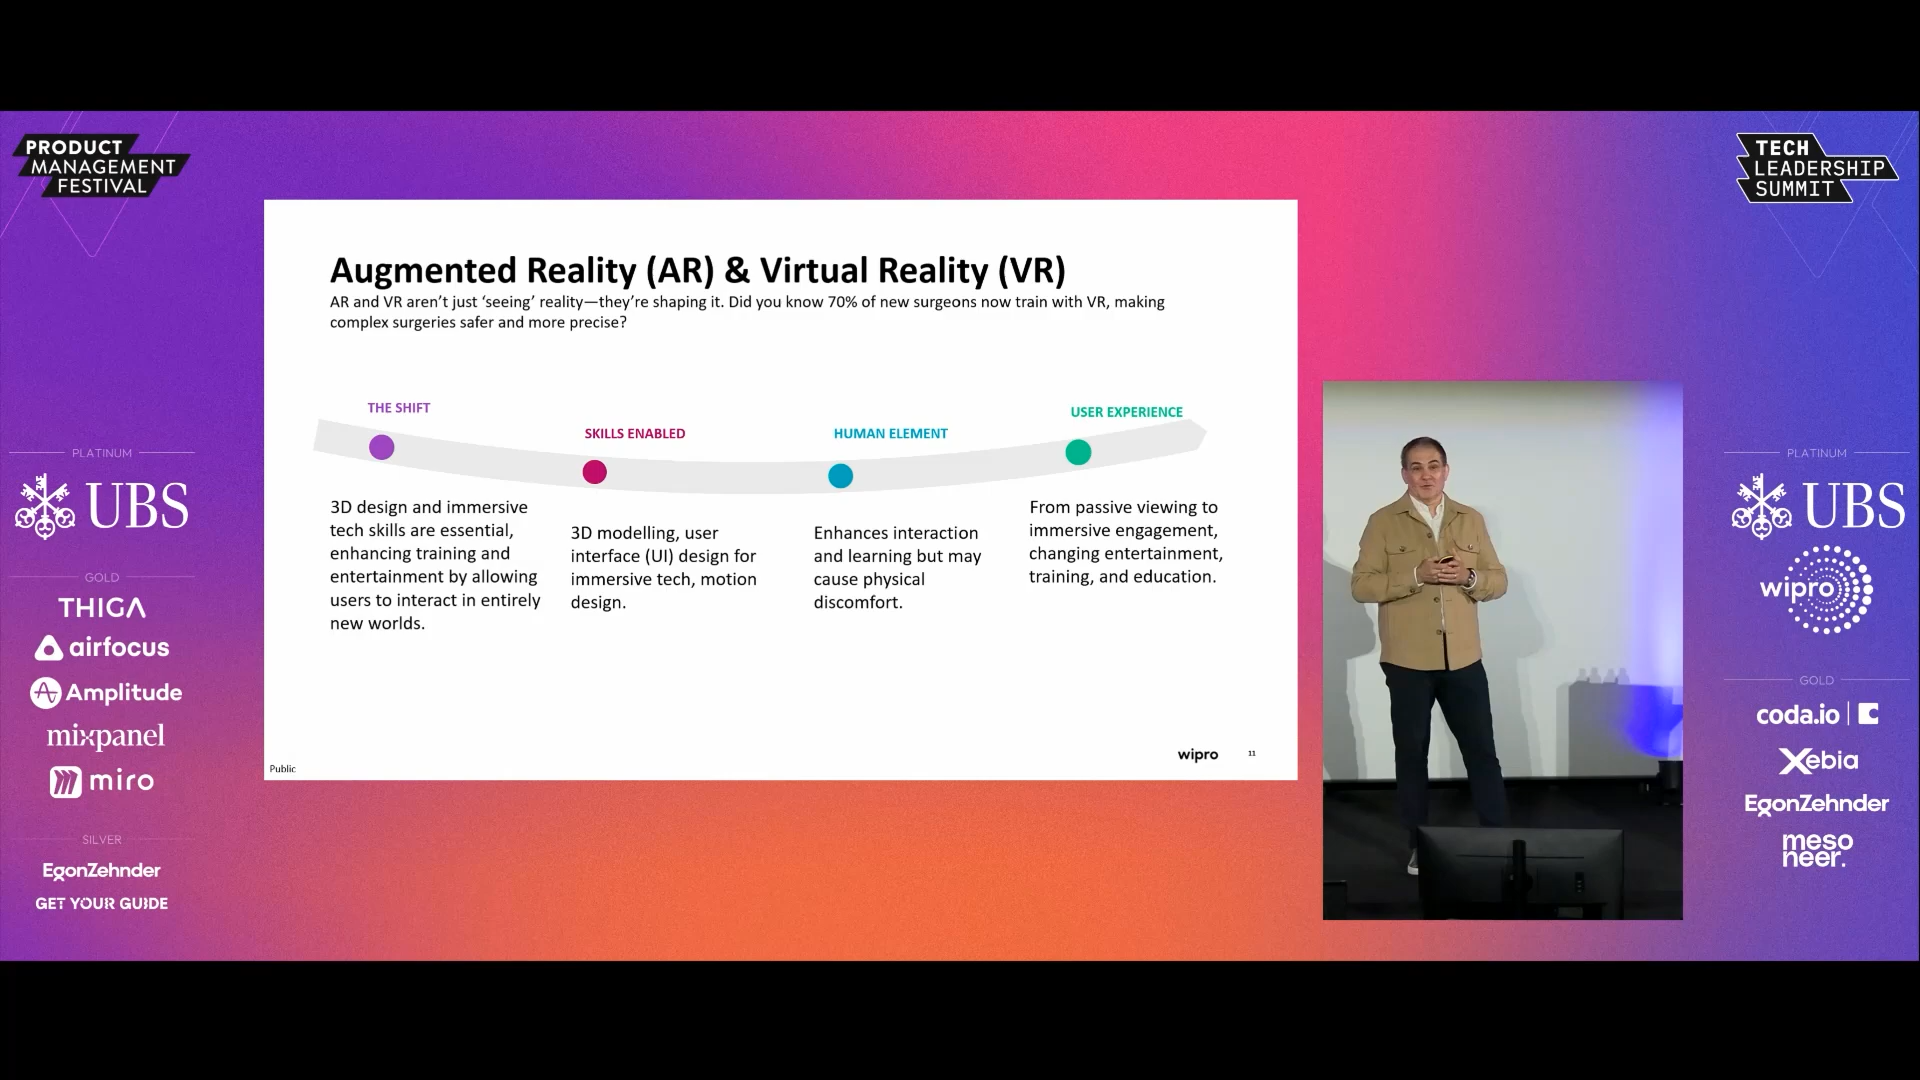 PRODUCT
MANAGEMENT
FESTIVAL
TECH
LEADERSHIP
SUMMIT
Augmented Reality (AR) & Virtual Reality (VR)
AR and VR aren’t just ‘seeing’ reality—they’re shaping it. Did you know 70% of new surgeons now train with VR, making
complex surgeries safer and more precise?
THE SHIFT
3D design and immersive
tech skills are essential,
enhancing training and
entertainment by allowing
users to interact in entirely
new worlds.
SKILLS ENABLED
3D modelling, user
interface (UI) design for
immersive tech, motion
design.
HUMAN ELEMENT
Enhances interaction
and learning but may
cause physical
discomfort.
USER EXPERIENCE
From passive viewing to
immersive engagement,
changing entertainment,
training, and education.
wipro
11
Public
PLATINUM
UBS
GOLD
THIGA
airfocus
Amplitude
mixpanel
miro
SILVER
EgonZehnder
GET YOUR GUIDE
PLATINUM
UBS
wipro
GOLD
coda.io
Xebia
EgonZehnder
meso
neer.